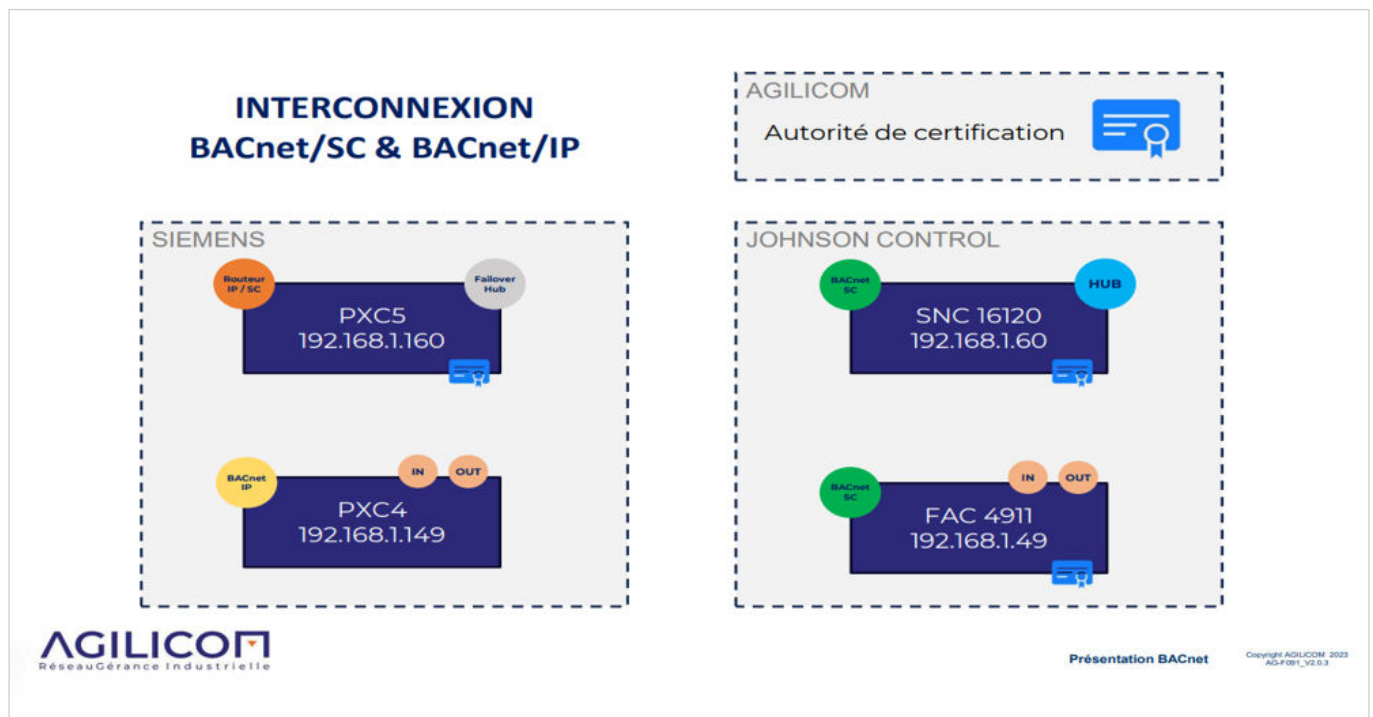 INTERCONNEXION
BACnet/SC & BACnet/IP
AGILICOM
Autorité de certification
SIEMENS
Routeur
IP / SC
Failover
Hub
PXC5
192.168.1.160
BACnet
IP
IN
OUT
PXC4
192.168.1.149
JOHNSON CONTROL
BACnet
SC
HUB
SNC 16120
192.168.1.60
BACnet
SC
IN
OUT
FAC 4911
192.168.1.49
AGILICOM
RéseauGérance Industrielle
Présentation BACnet
Copyright AGILICOM 2023
AG-F091_V2.0.3